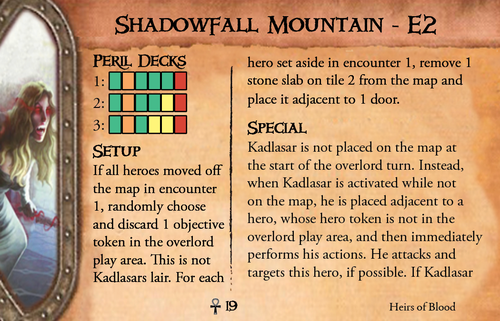 Shadowfall Mountain - E2
Peril Decks
1:
2:
3:
Setup
If all heroes moved off
the map in encounter
1, randomly choose
and discard 1 objective
token in the overlord
play area. This is not
Kadlasars lair. For each
hero set aside in encounter 1, remove 1
stone slab on tile 2 from the map and
place it adjacent to 1 door.
Special
Kadlasar is not placed on the map at
the start of the overlord turn. Instead,
when Kadlasar is activated while not
on the map, he is placed adjacent to a
hero, whose hero token is not in the
overlord play area, and then immediately
performs his actions. He attacks and
targets this hero, if possible. If Kadlasar
19
Heirs of Blood